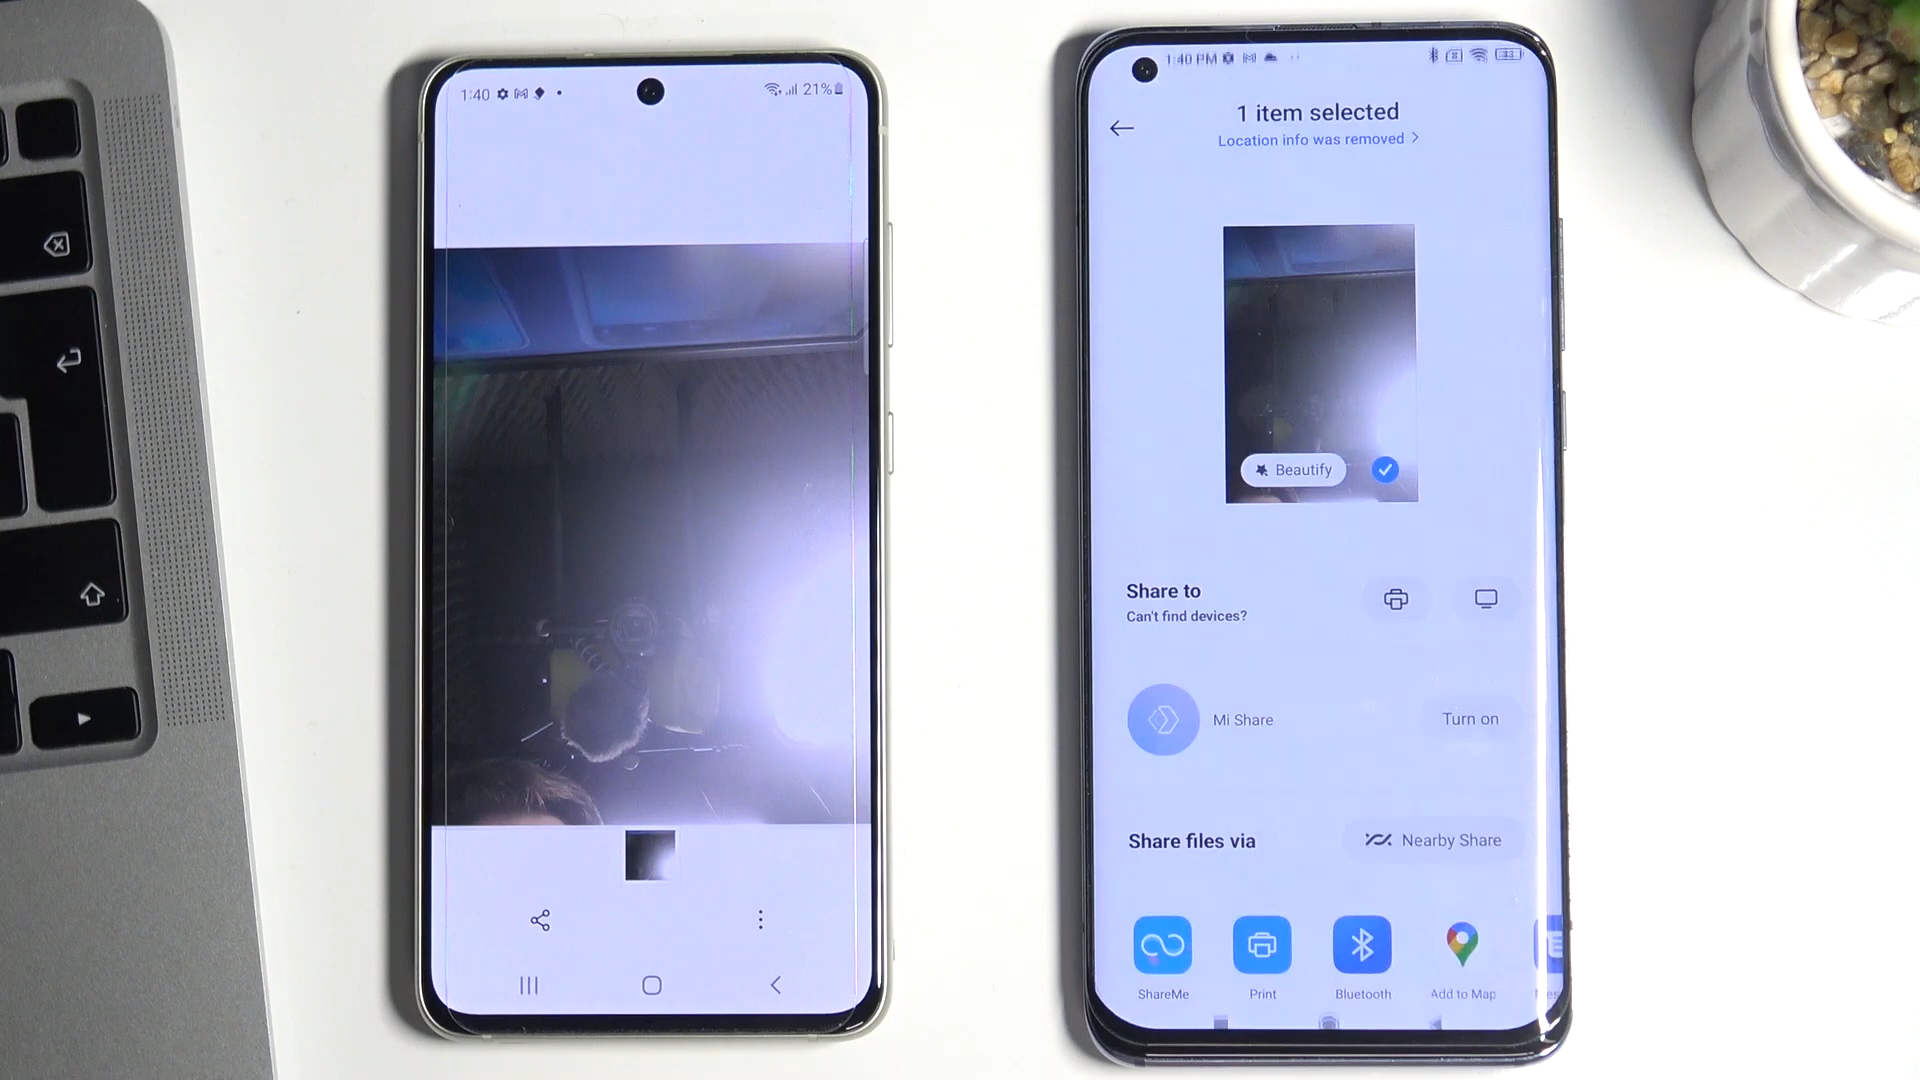 1:40
21%
1:40 PM
1 item selected
Location info was removed >
Beautify
Share to
Can't find devices?
Mi Share
Turn on
Share files via
Nearby Share
ShareMe
Print
Bluetooth
Add to Map